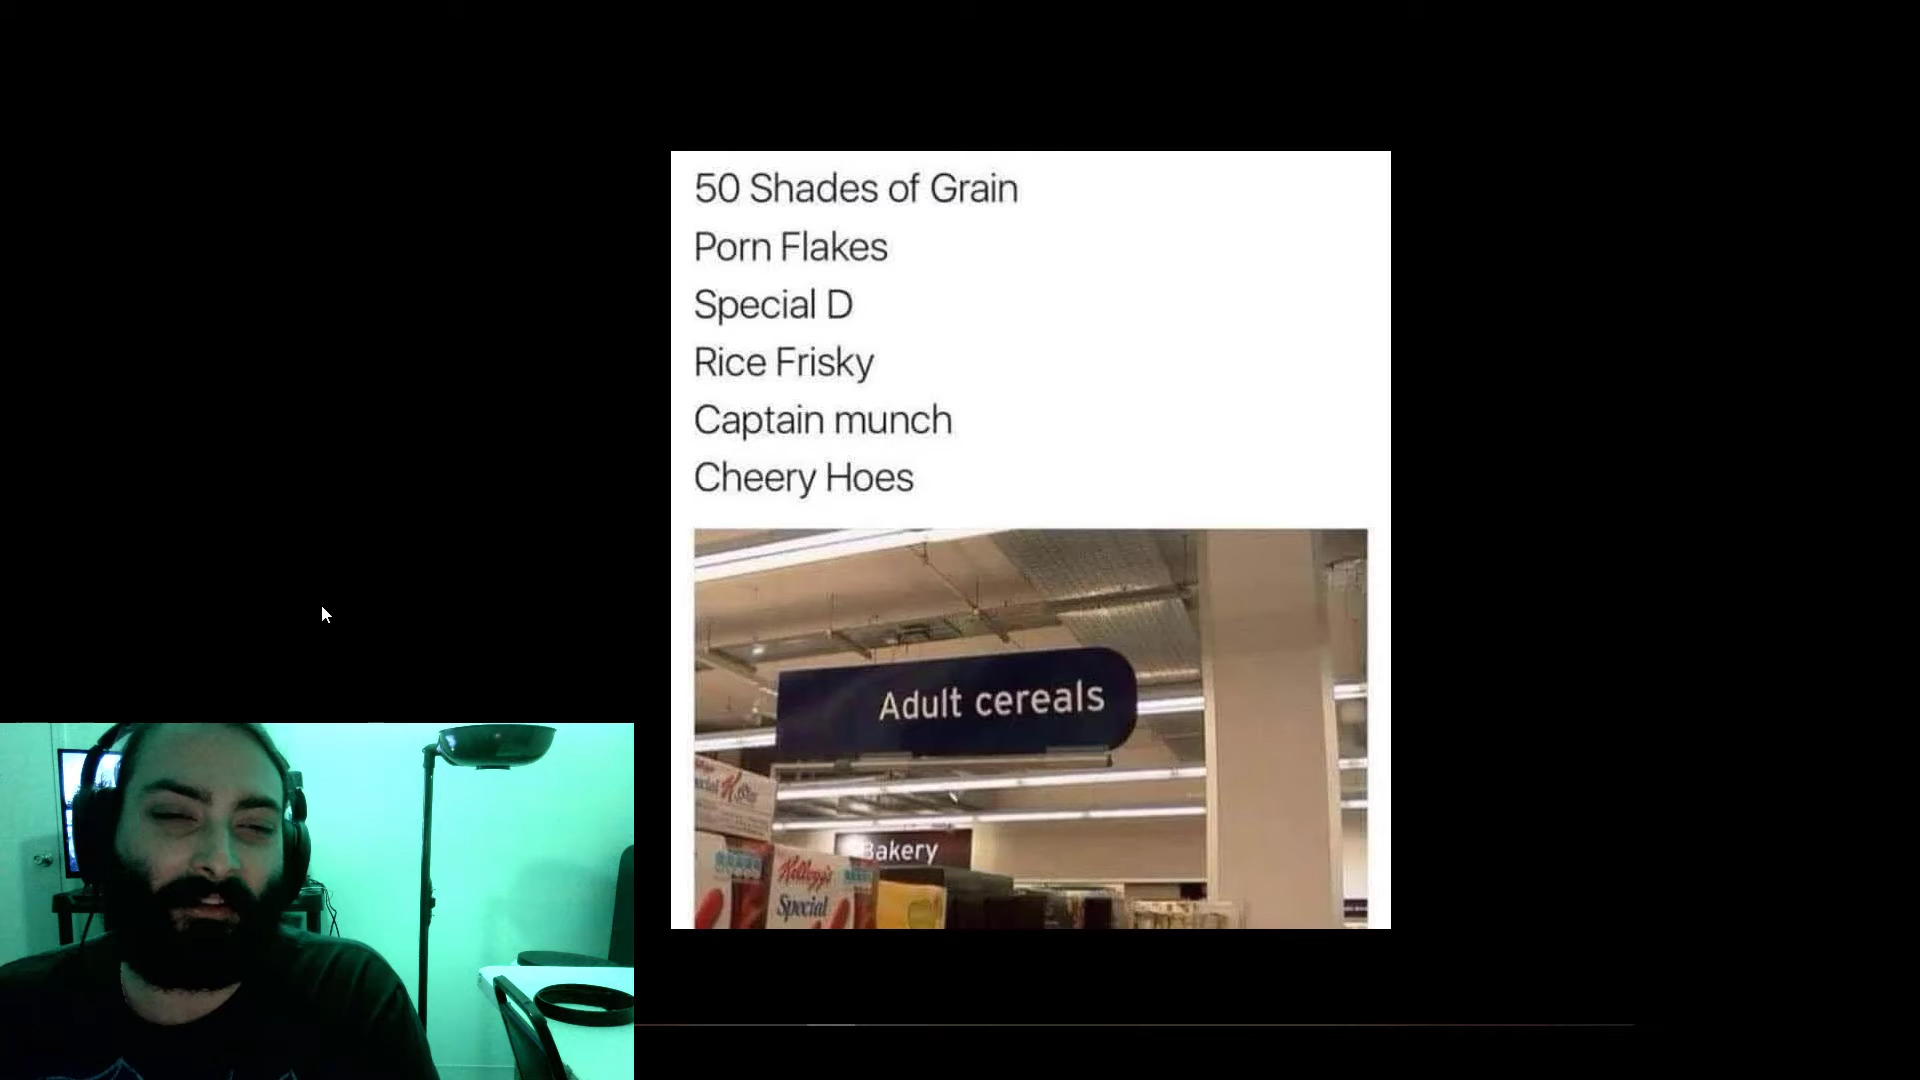 50 Shades of Grain
Porn Flakes
Special D
Rice Frisky
Captain munch
Cheery Hoes
Adult cereals
Bakery
Kellogg's
Special